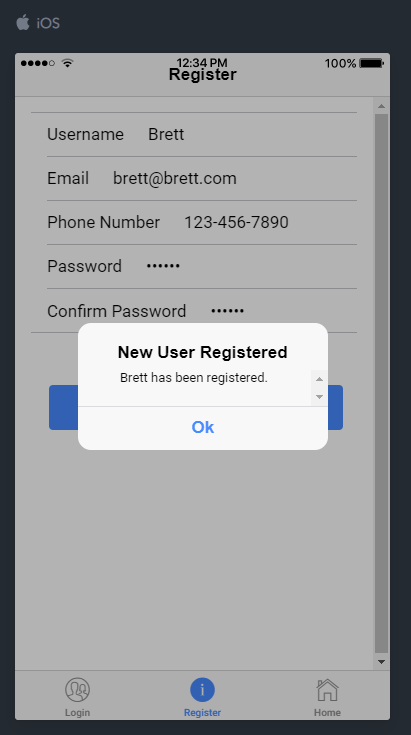 iOS
12:34 PM 100%
Register
Username Brett
Email brett@brett.com
Phone Number 123-456-7890
Password ••••••
Confirm Password ••••••
New User Registered
Brett has been registered.
Ok
Login Register Home